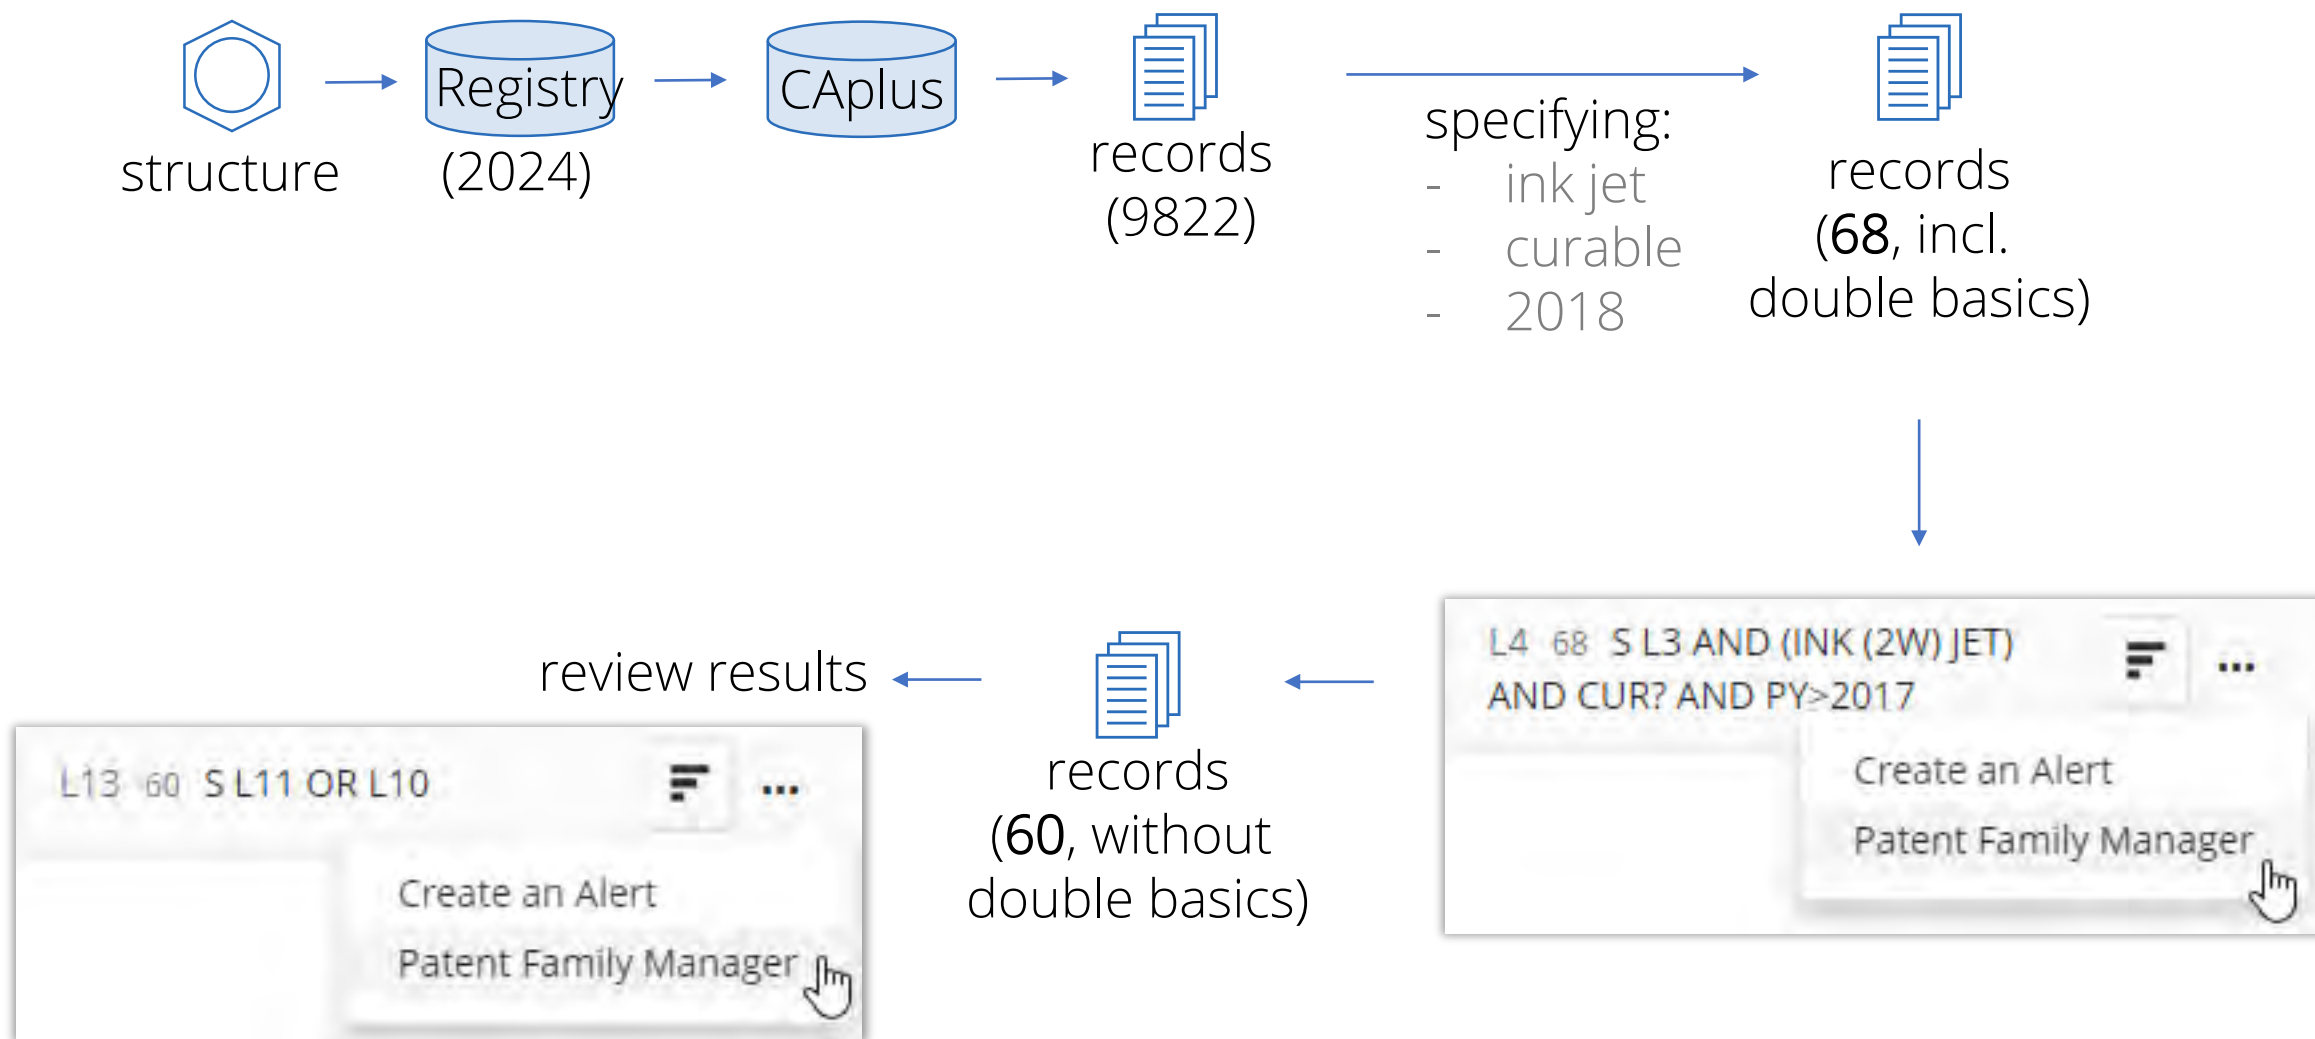 structure
Registry
(2024)
CAplus
records
(9822)
specifying:
- ink jet
- curable
- 2018
records
(68, incl.
double basics)
L4 68 S L3 AND (INK (2W) JET)
AND CUR? AND PY>2017
...
Create an Alert
Patent Family Manager
records
(60, without
double basics)
review results
L13 60 S L11 OR L10
...
Create an Alert
Patent Family Manager